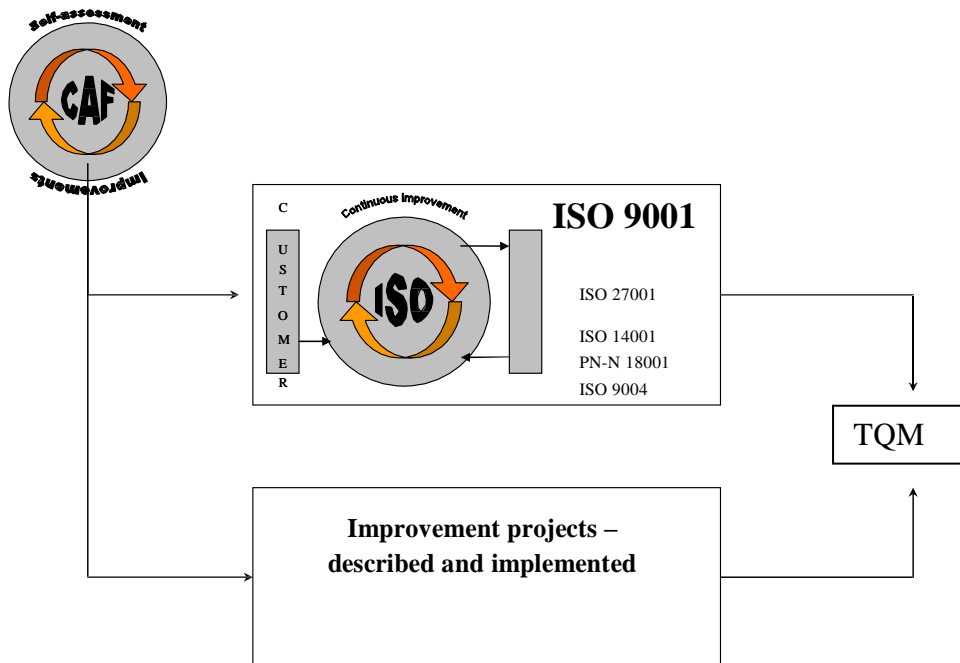 Self-assessment
CAF
Improvements
CUSTOMER
Continuous improvement
ISO
ISO 9001
ISO 27001
ISO 14001
PN-N 18001
ISO 9004
TQM
Improvement projects –
described and implemented